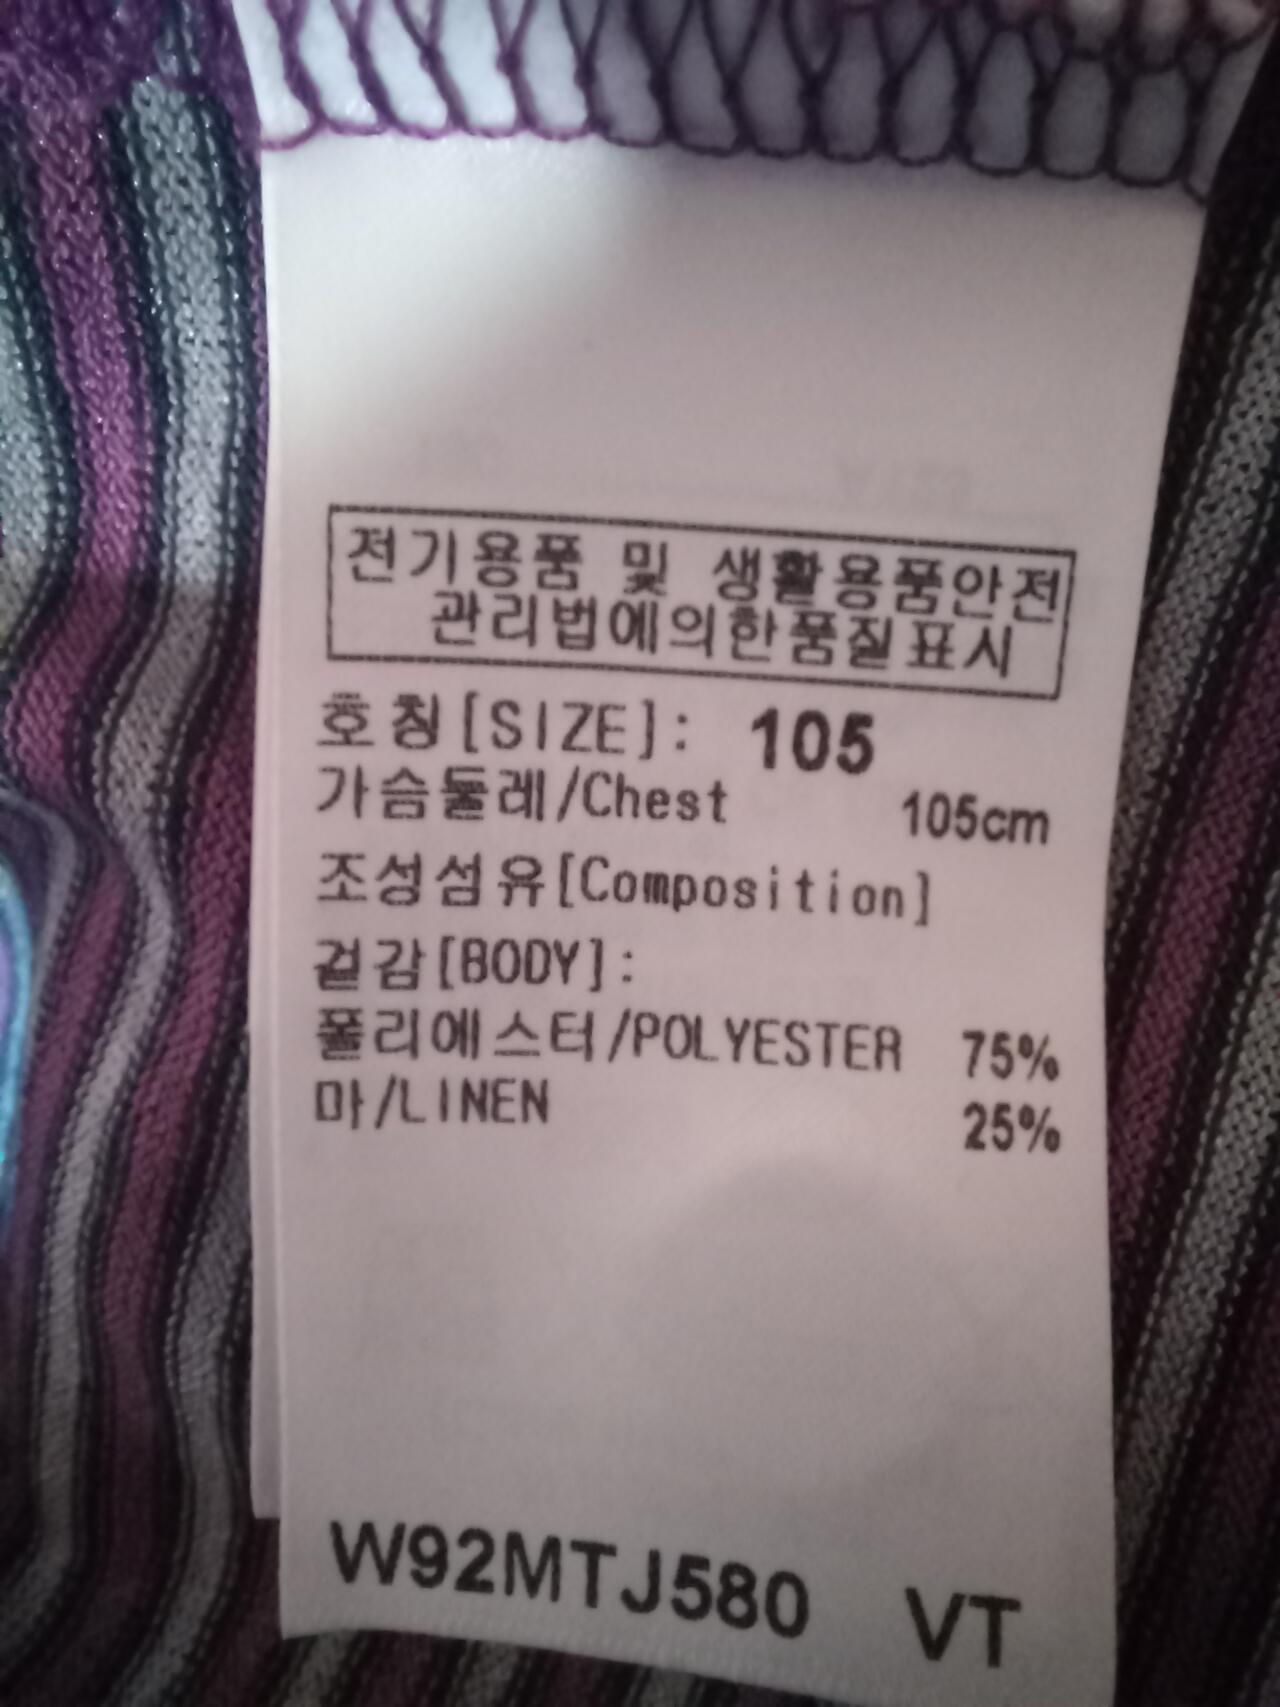 전기용품 및 생활용품안전
관리법에의한품질표시
호칭[SIZE]: 105
가슴둘레/Chest 105cm
조성섬유[Composition]
겉감[BODY]:
폴리에스터/POLYESTER 75%
마/LINEN 25%
W92MTJ580 VT